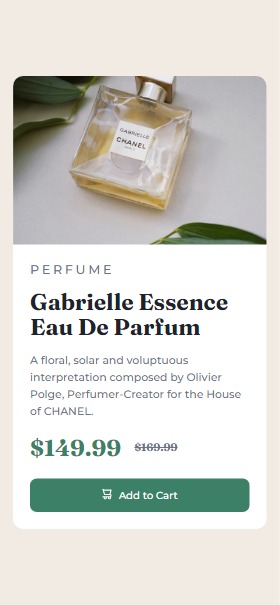 GABRIELLE
CHANEL
PARIS
PERFUME
Gabrielle Essence
Eau De Parfum
A floral, solar and voluptuous
interpretation composed by Olivier
Polge, Perfumer-Creator for the House
of CHANEL.
$149.99 $169.99
Add to Cart